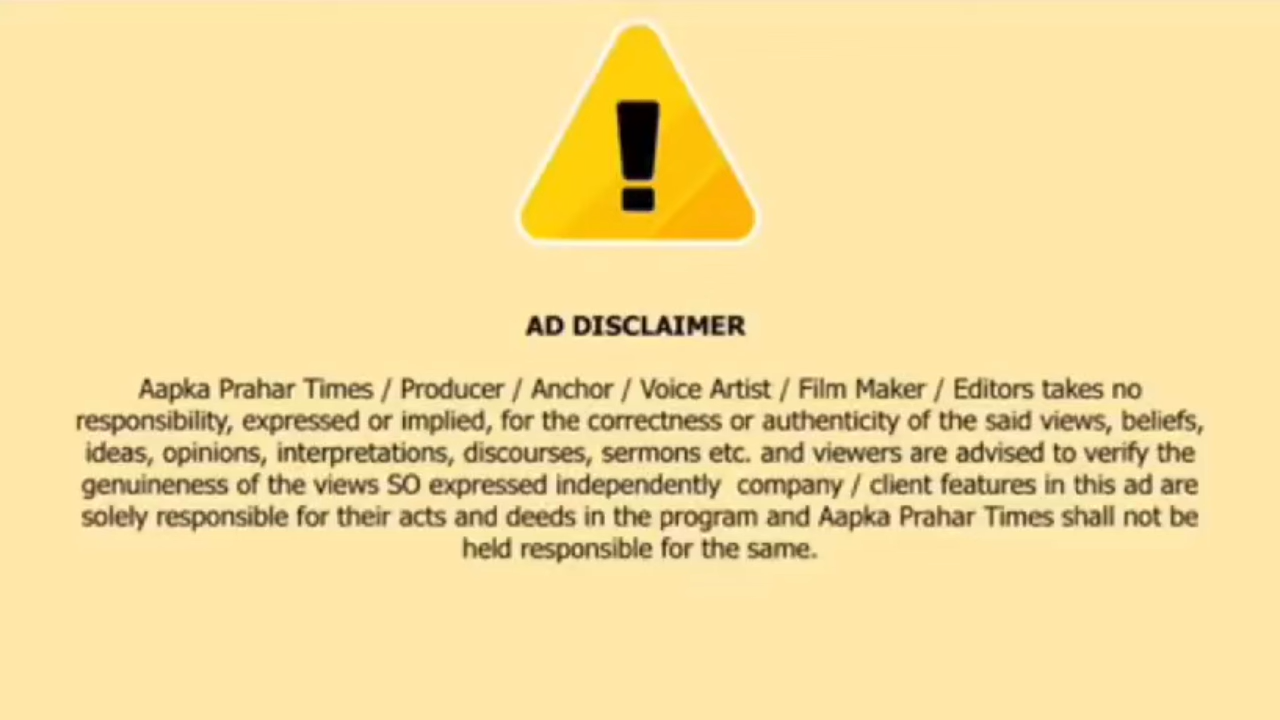 AD DISCLAIMER
Aapka Prahar Times / Producer / Anchor / Voice Artist / Film Maker / Editors takes no
responsibility, expressed or implied, for the correctness or authenticity of the said views, beliefs,
ideas, opinions, interpretations, discourses, sermons etc. and viewers are advised to verify the
genuineness of the views SO expressed independently company / client features in this ad are
solely responsible for their acts and deeds in the program and Aapka Prahar Times shall not be
held responsible for the same.